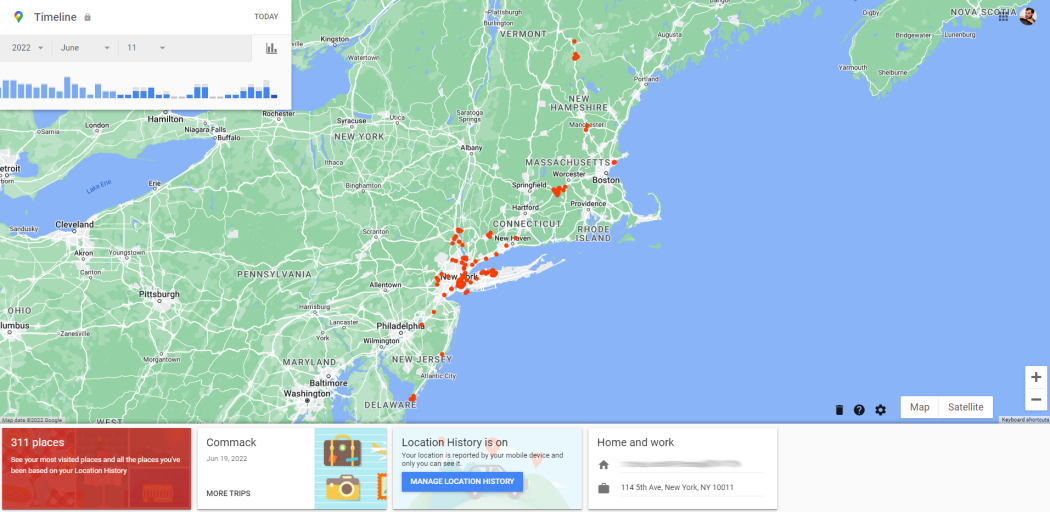 Timeline
TODAY
2022
June
11
Plattsburgh
Burlington
VERMONT
Bangor
Augusta
Portland
Digby
NOVA SCOTIA
Bridgewater
Lunenburg
Yarmouth
Shelburne
Kingston
Watertown
NEW
HAMPSHIRE
Manchester
Rochester
Syracuse
Utica
Saratoga
Springs
NEW YORK
Albany
Hamilton
London
Sarnia
Niagara Falls
Buffalo
Lake Erie
Erie
Ithaca
Binghamton
MASSACHUSETTS
Worcester
Boston
Springfield
Hartford
Providence
CONNECTICUT
RHODE
ISLAND
New Haven
Sandusky
Cleveland
Akron
Youngstown
Canton
Scranton
PENNSYLVANIA
New York
Allentown
Pittsburgh
Harrisburg
Lancaster
York
Philadelphia
Wilmington
OHIO
Zanesville
Morgantown
MARYLAND
NEW JERSEY
Baltimore
Atlantic City
Washington
DELAWARE
WEST
Map data ©2022 Google
Map
Satellite
Keyboard shortcuts
311 places
See your most visited places and all the places you've
been based on your Location History
Commack
Jun 19, 2022
MORE TRIPS
Location History is on
Your location is reported by your mobile device and
only you can see it.
MANAGE LOCATION HISTORY
Home and work
114 5th Ave, New York, NY 10011